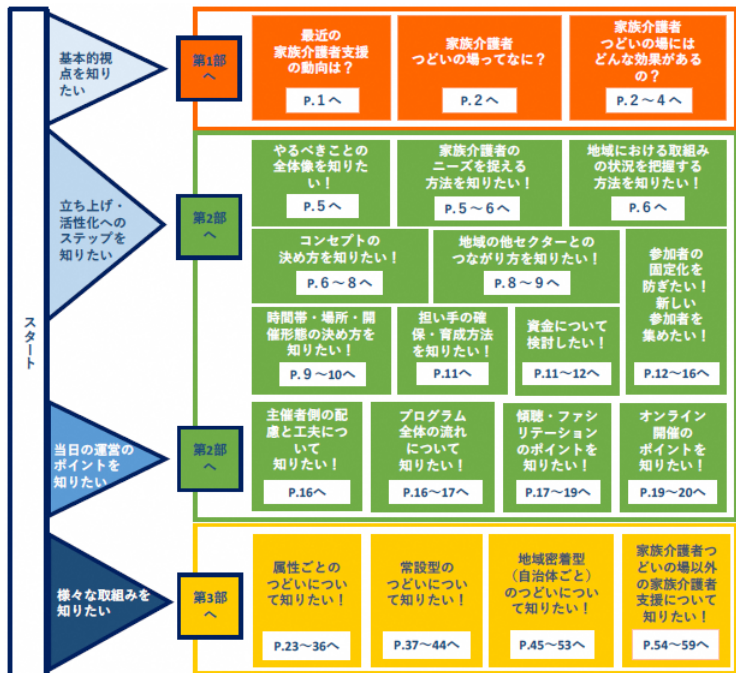 スタート
基本的視
点を知り
たい
第1部
へ
最近の
家族介護者支援
の動向は？
P.1へ
家族介護者
つどいの場ってなに？
P.2へ
家族介護者
つどいの場には
どんな効果がある
の？
P.2～4へ
立ち上げ・
活性化への
ステップを
知りたい
第2部
へ
やるべきことの
全体像を知りた
い！
P.5へ
家族介護者の
ニーズを捉える
方法を知りたい！
P.5～6へ
地域における取組み
の状況を把握する
方法を知りたい！
P.6へ
コンセプトの
決め方を知りたい！
P.6～8へ
地域の他セクターとの
つながり方を知りたい！
P.8～9へ
参加者の
固定化を
防ぎたい！
新しい
参加者を
集めたい！
P.12～16へ
時間帯・場所・開
催形態の決め方を
知りたい！
P.9～10へ
担い手の確
保・育成方法
を知りたい！
P.11へ
資金について
検討したい！
P.11～12へ
当日の運営の
ポイントを
知りたい
第2部
へ
主催者側の配
慮と工夫につ
いて
知りたい！
P.16へ
プログラム
全体の流れ
について
知りたい！
P.16～17へ
傾聴・ファシ
リテーション
のポイントを
知りたい！
P.17～19へ
オンライン
開催の
ポイントを
知りたい！
P.19～20へ
様々な取組みを
知りたい
第3部
へ
属性ごとの
つどいについ
て知りたい！
P.23～36へ
常設型の
つどいについ
て知りたい！
P.37～44へ
地域密着型
（自治体ごと）
のつどいについ
て知りたい！
P.45～53へ
家族介護者つ
どいの場以外
の家族介護者
支援について
知りたい！
P.54～59へ